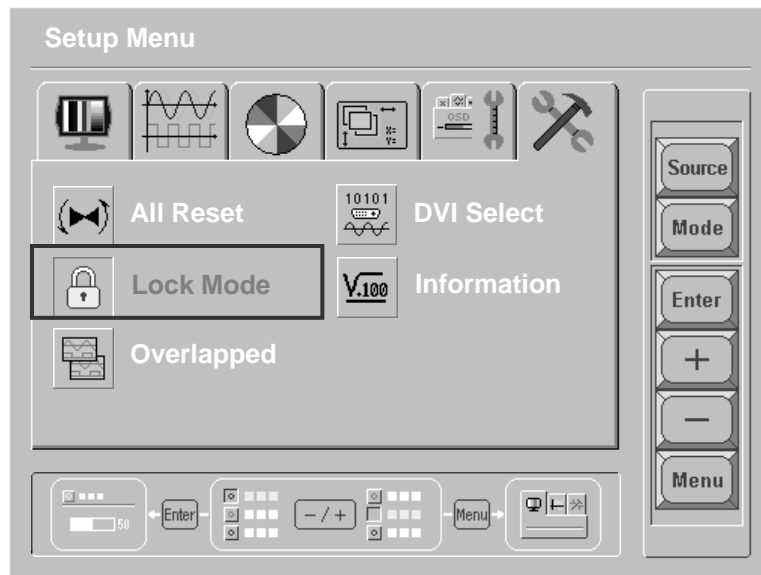 Setup Menu
OSD
X=
Y=
All Reset
10101
DVI Select
Lock Mode
V.100
Information
Overlapped
Source
Mode
Enter
+
−
Menu
50
Enter
− / +
Menu